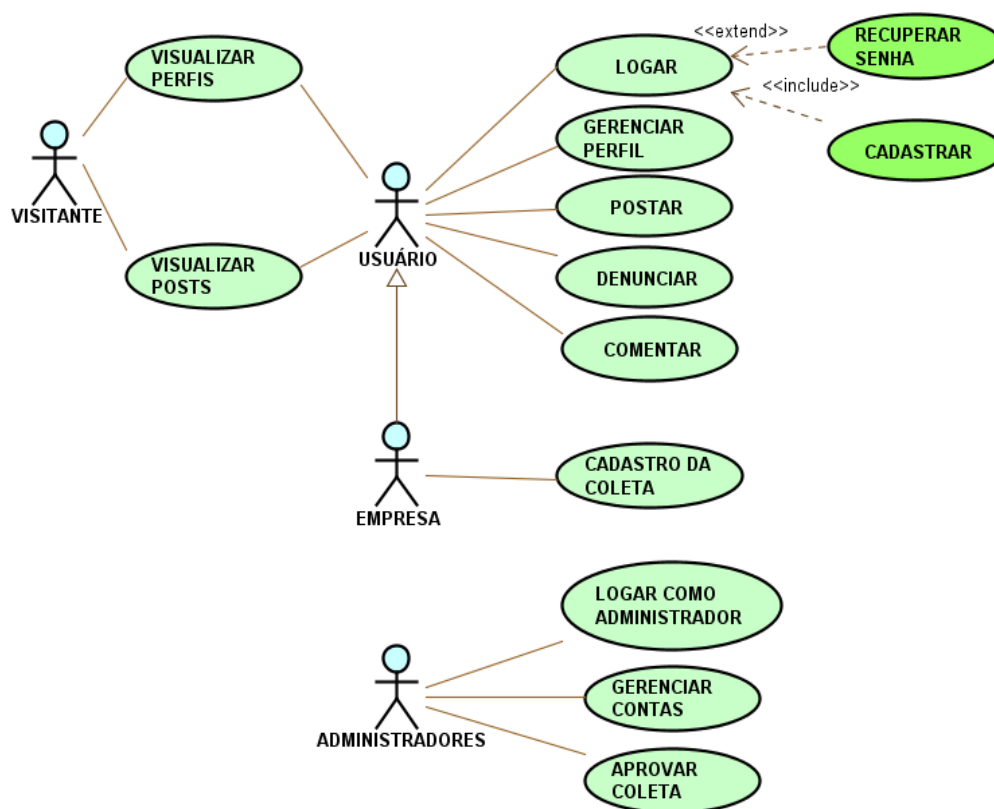 VISUALIZAR
PERFIS
LOGAR
<<extend>>
RECUPERAR
SENHA
<<include>>
CADASTRAR
GERENCIAR
PERFIL
VISITANTE
POSTAR
USUÁRIO
VISUALIZAR
POSTS
DENUNCIAR
COMENTAR
EMPRESA
CADASTRO DA
COLETA
LOGAR COMO
ADMINISTRADOR
ADMINISTRADORES
GERENCIAR
CONTAS
APROVAR
COLETA